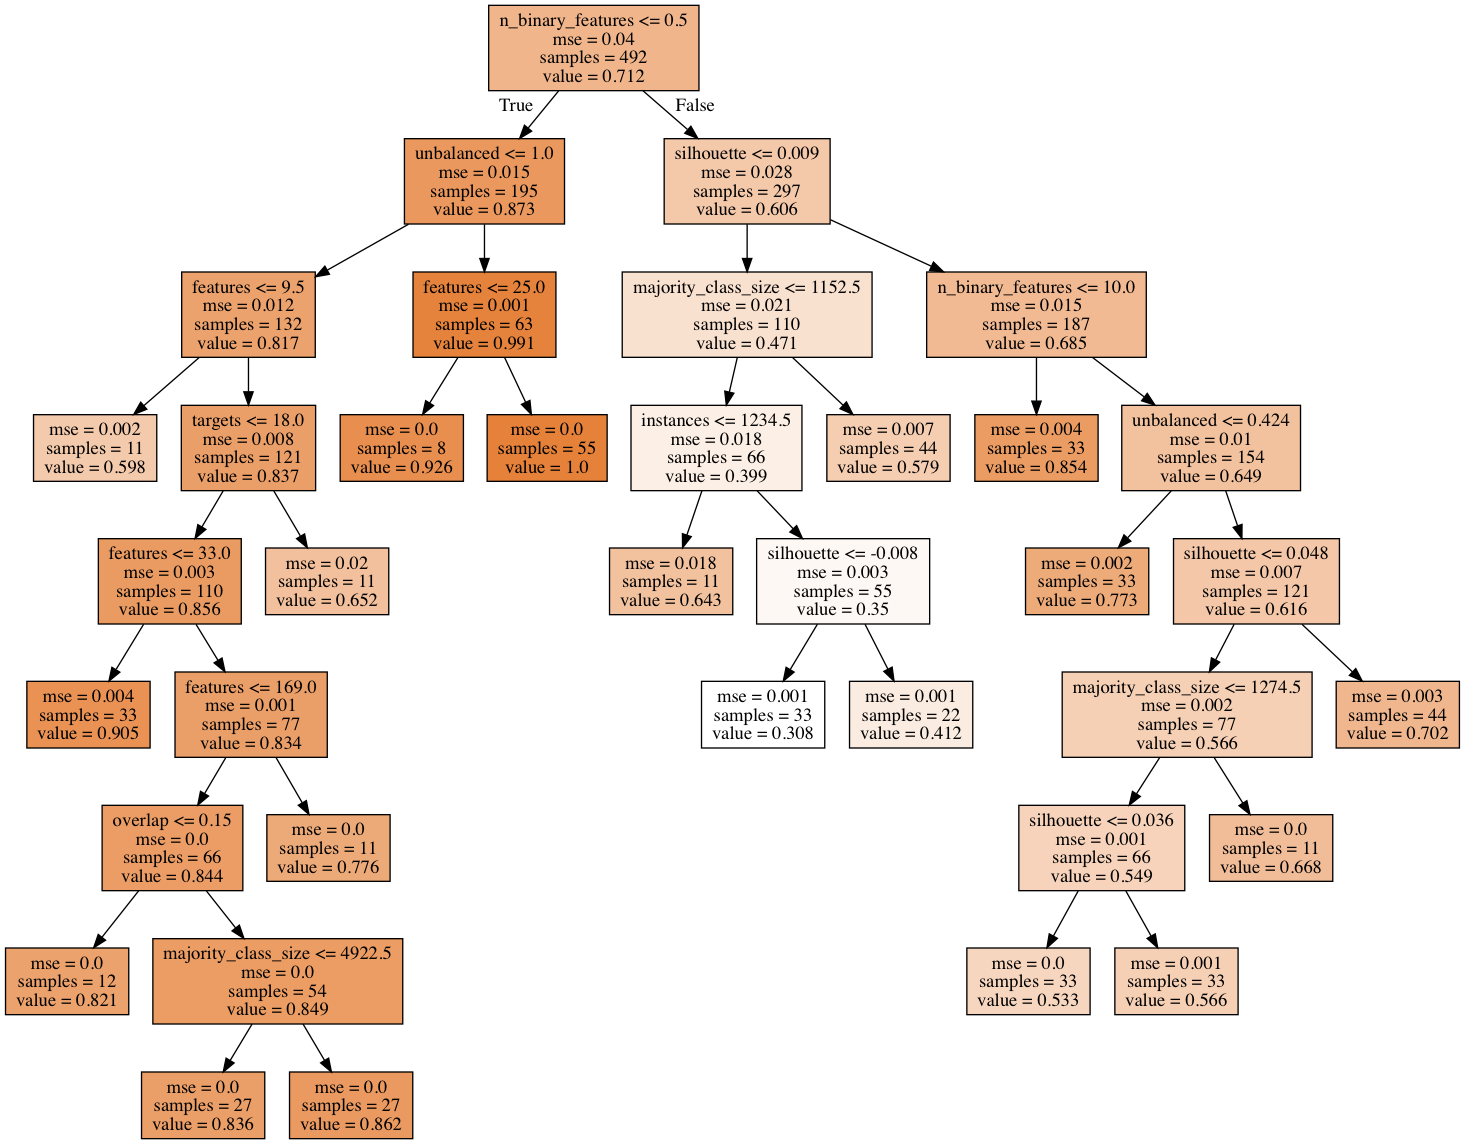 n_binary_features <= 0.5
mse = 0.04
samples = 492
value = 0.712
True
False
unbalanced <= 1.0
mse = 0.015
samples = 195
value = 0.873
silhouette <= 0.009
mse = 0.028
samples = 297
value = 0.606
features <= 9.5
mse = 0.012
samples = 132
value = 0.817
features <= 25.0
mse = 0.001
samples = 63
value = 0.991
majority_class_size <= 1152.5
mse = 0.021
samples = 110
value = 0.471
n_binary_features <= 10.0
mse = 0.015
samples = 187
value = 0.685
mse = 0.002
samples = 11
value = 0.598
targets <= 18.0
mse = 0.008
samples = 121
value = 0.837
mse = 0.0
samples = 8
value = 0.926
mse = 0.0
samples = 55
value = 1.0
instances <= 1234.5
mse = 0.018
samples = 66
value = 0.399
mse = 0.007
samples = 44
value = 0.579
mse = 0.004
samples = 33
value = 0.854
unbalanced <= 0.424
mse = 0.01
samples = 154
value = 0.649
features <= 33.0
mse = 0.003
samples = 110
value = 0.856
mse = 0.02
samples = 11
value = 0.652
mse = 0.018
samples = 11
value = 0.643
silhouette <= -0.008
mse = 0.003
samples = 55
value = 0.35
mse = 0.002
samples = 33
value = 0.773
silhouette <= 0.048
mse = 0.007
samples = 121
value = 0.616
mse = 0.004
samples = 33
value = 0.905
features <= 169.0
mse = 0.001
samples = 77
value = 0.834
mse = 0.001
samples = 33
value = 0.308
mse = 0.001
samples = 22
value = 0.412
majority_class_size <= 1274.5
mse = 0.002
samples = 77
value = 0.566
mse = 0.003
samples = 44
value = 0.702
overlap <= 0.15
mse = 0.0
samples = 66
value = 0.844
mse = 0.0
samples = 11
value = 0.776
silhouette <= 0.036
mse = 0.001
samples = 66
value = 0.549
mse = 0.0
samples = 11
value = 0.668
mse = 0.0
samples = 12
value = 0.821
majority_class_size <= 4922.5
mse = 0.0
samples = 54
value = 0.849
mse = 0.0
samples = 33
value = 0.533
mse = 0.001
samples = 33
value = 0.566
mse = 0.0
samples = 27
value = 0.836
mse = 0.0
samples = 27
value = 0.862